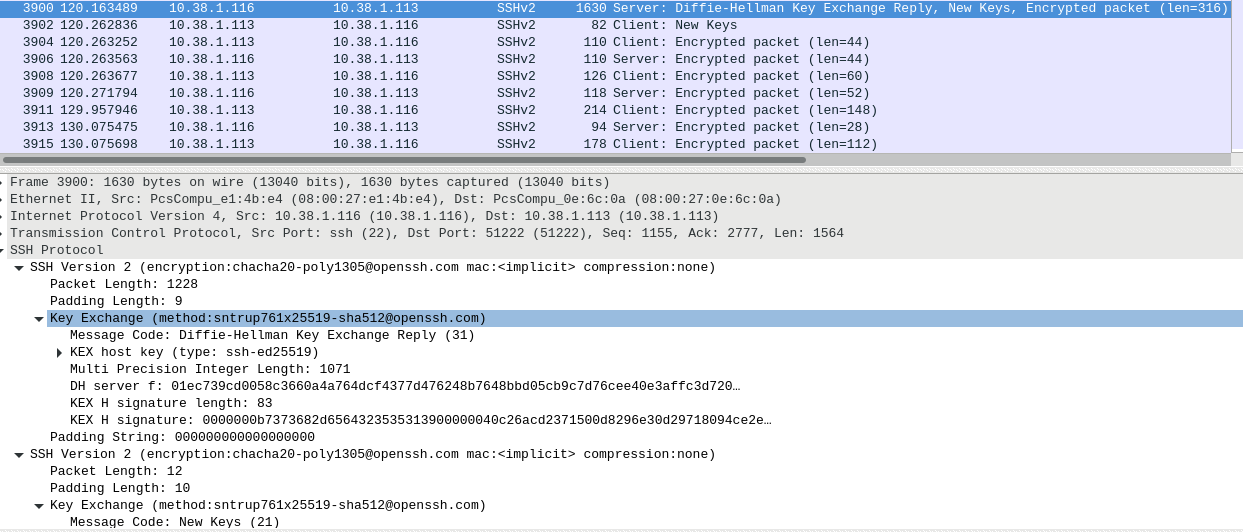 3900 120.163489 10.38.1.116 10.38.1.113 SSHv2 1630 Server: Diffie-Hellman Key Exchange Reply, New Keys, Encrypted packet (len=316)
3902 120.262836 10.38.1.113 10.38.1.116 SSHv2 82 Client: New Keys
3904 120.263252 10.38.1.113 10.38.1.116 SSHv2 110 Client: Encrypted packet (len=44)
3906 120.263563 10.38.1.116 10.38.1.113 SSHv2 110 Server: Encrypted packet (len=44)
3908 120.263677 10.38.1.113 10.38.1.116 SSHv2 126 Client: Encrypted packet (len=60)
3909 120.271794 10.38.1.116 10.38.1.113 SSHv2 118 Server: Encrypted packet (len=52)
3911 129.957946 10.38.1.113 10.38.1.116 SSHv2 214 Client: Encrypted packet (len=148)
3913 130.075475 10.38.1.116 10.38.1.113 SSHv2 94 Server: Encrypted packet (len=28)
3915 130.075698 10.38.1.113 10.38.1.116 SSHv2 178 Client: Encrypted packet (len=112)
Frame 3900: 1630 bytes on wire (13040 bits), 1630 bytes captured (13040 bits)
Ethernet II, Src: PcsCompu_e1:4b:e4 (08:00:27:e1:4b:e4), Dst: PcsCompu_0e:6c:0a (08:00:27:0e:6c:0a)
Internet Protocol Version 4, Src: 10.38.1.116 (10.38.1.116), Dst: 10.38.1.113 (10.38.1.113)
Transmission Control Protocol, Src Port: ssh (22), Dst Port: 51222 (51222), Seq: 1155, Ack: 2777, Len: 1564
SSH Protocol
SSH Version 2 (encryption:chacha20-poly1305@openssh.com mac:<implicit> compression:none)
Packet Length: 1228
Padding Length: 9
Key Exchange (method:sntrup761x25519-sha512@openssh.com)
Message Code: Diffie-Hellman Key Exchange Reply (31)
KEX host key (type: ssh-ed25519)
Multi Precision Integer Length: 1071
DH server f: 01ec739cd0058c3660a4a764dcf4377d476248b7648bbd05cb9c7d76cee40e3affc3d720…
KEX H signature length: 83
KEX H signature: 0000000b7373682d6564323535313900000040c26acd2371500d8296e30d29718094ce2e…
Padding String: 000000000000000000
SSH Version 2 (encryption:chacha20-poly1305@openssh.com mac:<implicit> compression:none)
Packet Length: 12
Padding Length: 10
Key Exchange (method:sntrup761x25519-sha512@openssh.com)
Message Code: New Keys (21)